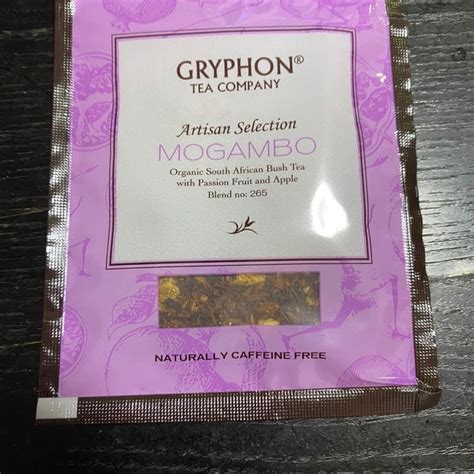 GRYPHON®
TEA COMPANY
Artisan Selection
MOGAMBO
Organic South African Bush Tea
with Passion Fruit and Apple
Blend no: 265
NATURALLY CAFFEINE FREE